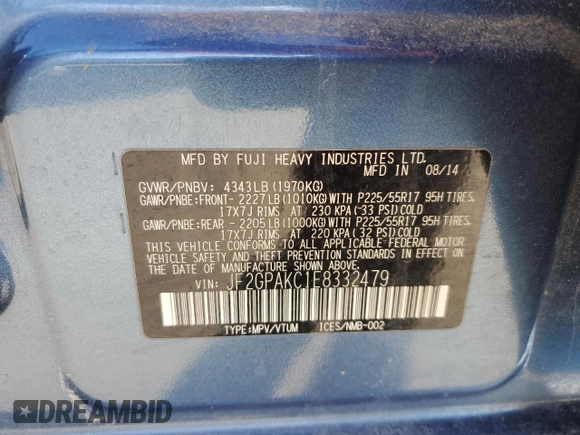 MFD BY FUJI HEAVY INDUSTRIES LTD.
08/14
GVWR/PNBV: 4343LB(1970KG)
GAWR/PNBE:FRONT- 2227LB(1010KG)WITH P225/55R17 95H TIRES,
17X7J RIMS AT 230 KPA(-33 PSI)COLD
GAWR/PNBE:REAR - 2205LB(1000KG)WITH P225/55R17 95H TIRES,
17X7J RIMS AT 220 KPA(32 PSI)COLD
THIS VEHICLE CONFORMS TO ALL APPLICABLE FEDERAL MOTOR
VEHICLE SAFETY AND THEFT PREVENTION STANDARDS IN EFFECT ON
THE DATE OF MANUFACTURE SHOWN ABOVE.
VIN: JF2GPAKC1E8332479
TYPE:MPV/VTUM ICES/NMB-002
DREAMBID